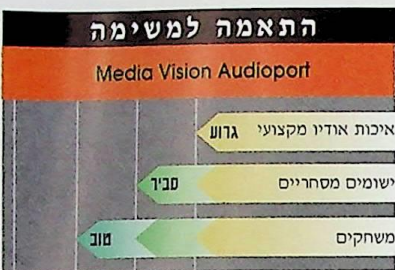 התאמה למשימה
Media Vision Audioport
איכות אודיו מקצועי גרוע
ישומים מסחריים סביר
משחקים טוב